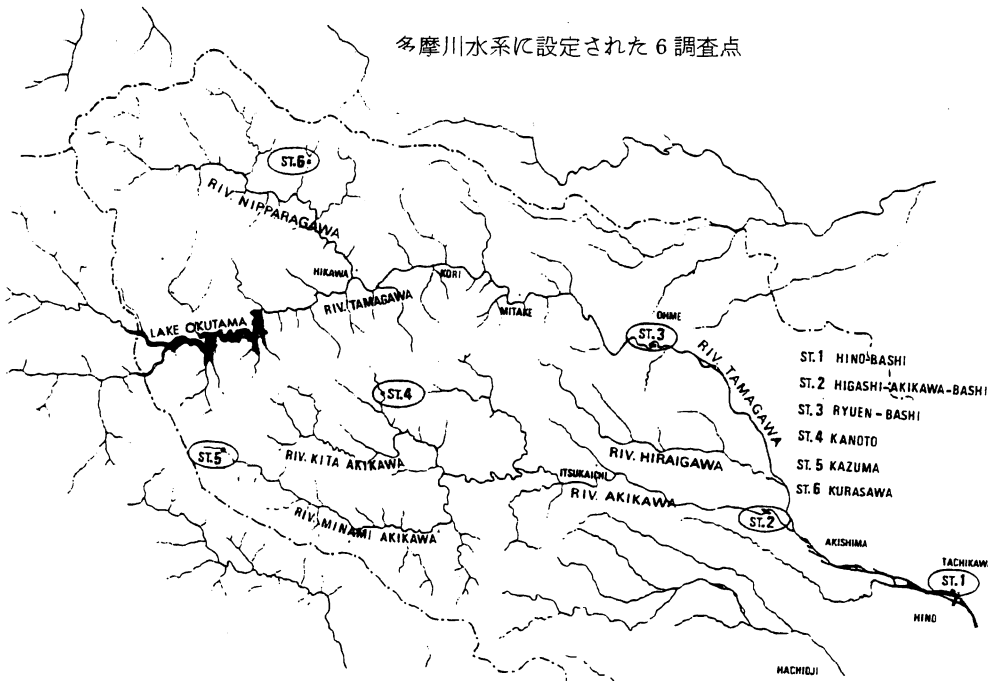 多摩川水系に設定された6調査点
ST.6
RIV. NIPPARAGAWA
HIKAWA
KORI
RIV. TAMAGAWA
MITAKE
LAKE OKUTAMA
OHME
ST.3
RIV. TAMAGAWA
ST.1 HINO-BASHI
ST.2 HIGASHI-AKIKAWA-BASHI
ST.3 RYUEN-BASHI
ST.4 KANOTO
ST.5 KAZUMA
ST.6 KURASAWA
ST.4
ST.5
RIV. KITA AKIKAWA
RIV. HIRAIGAWA
ITSUKAICHI
RIV. AKIKAWA
RIV. MINAMI AKIKAWA
ST.2
AKISHIMA
TACHIKAWA
ST.1
HINO
HACHIOJI